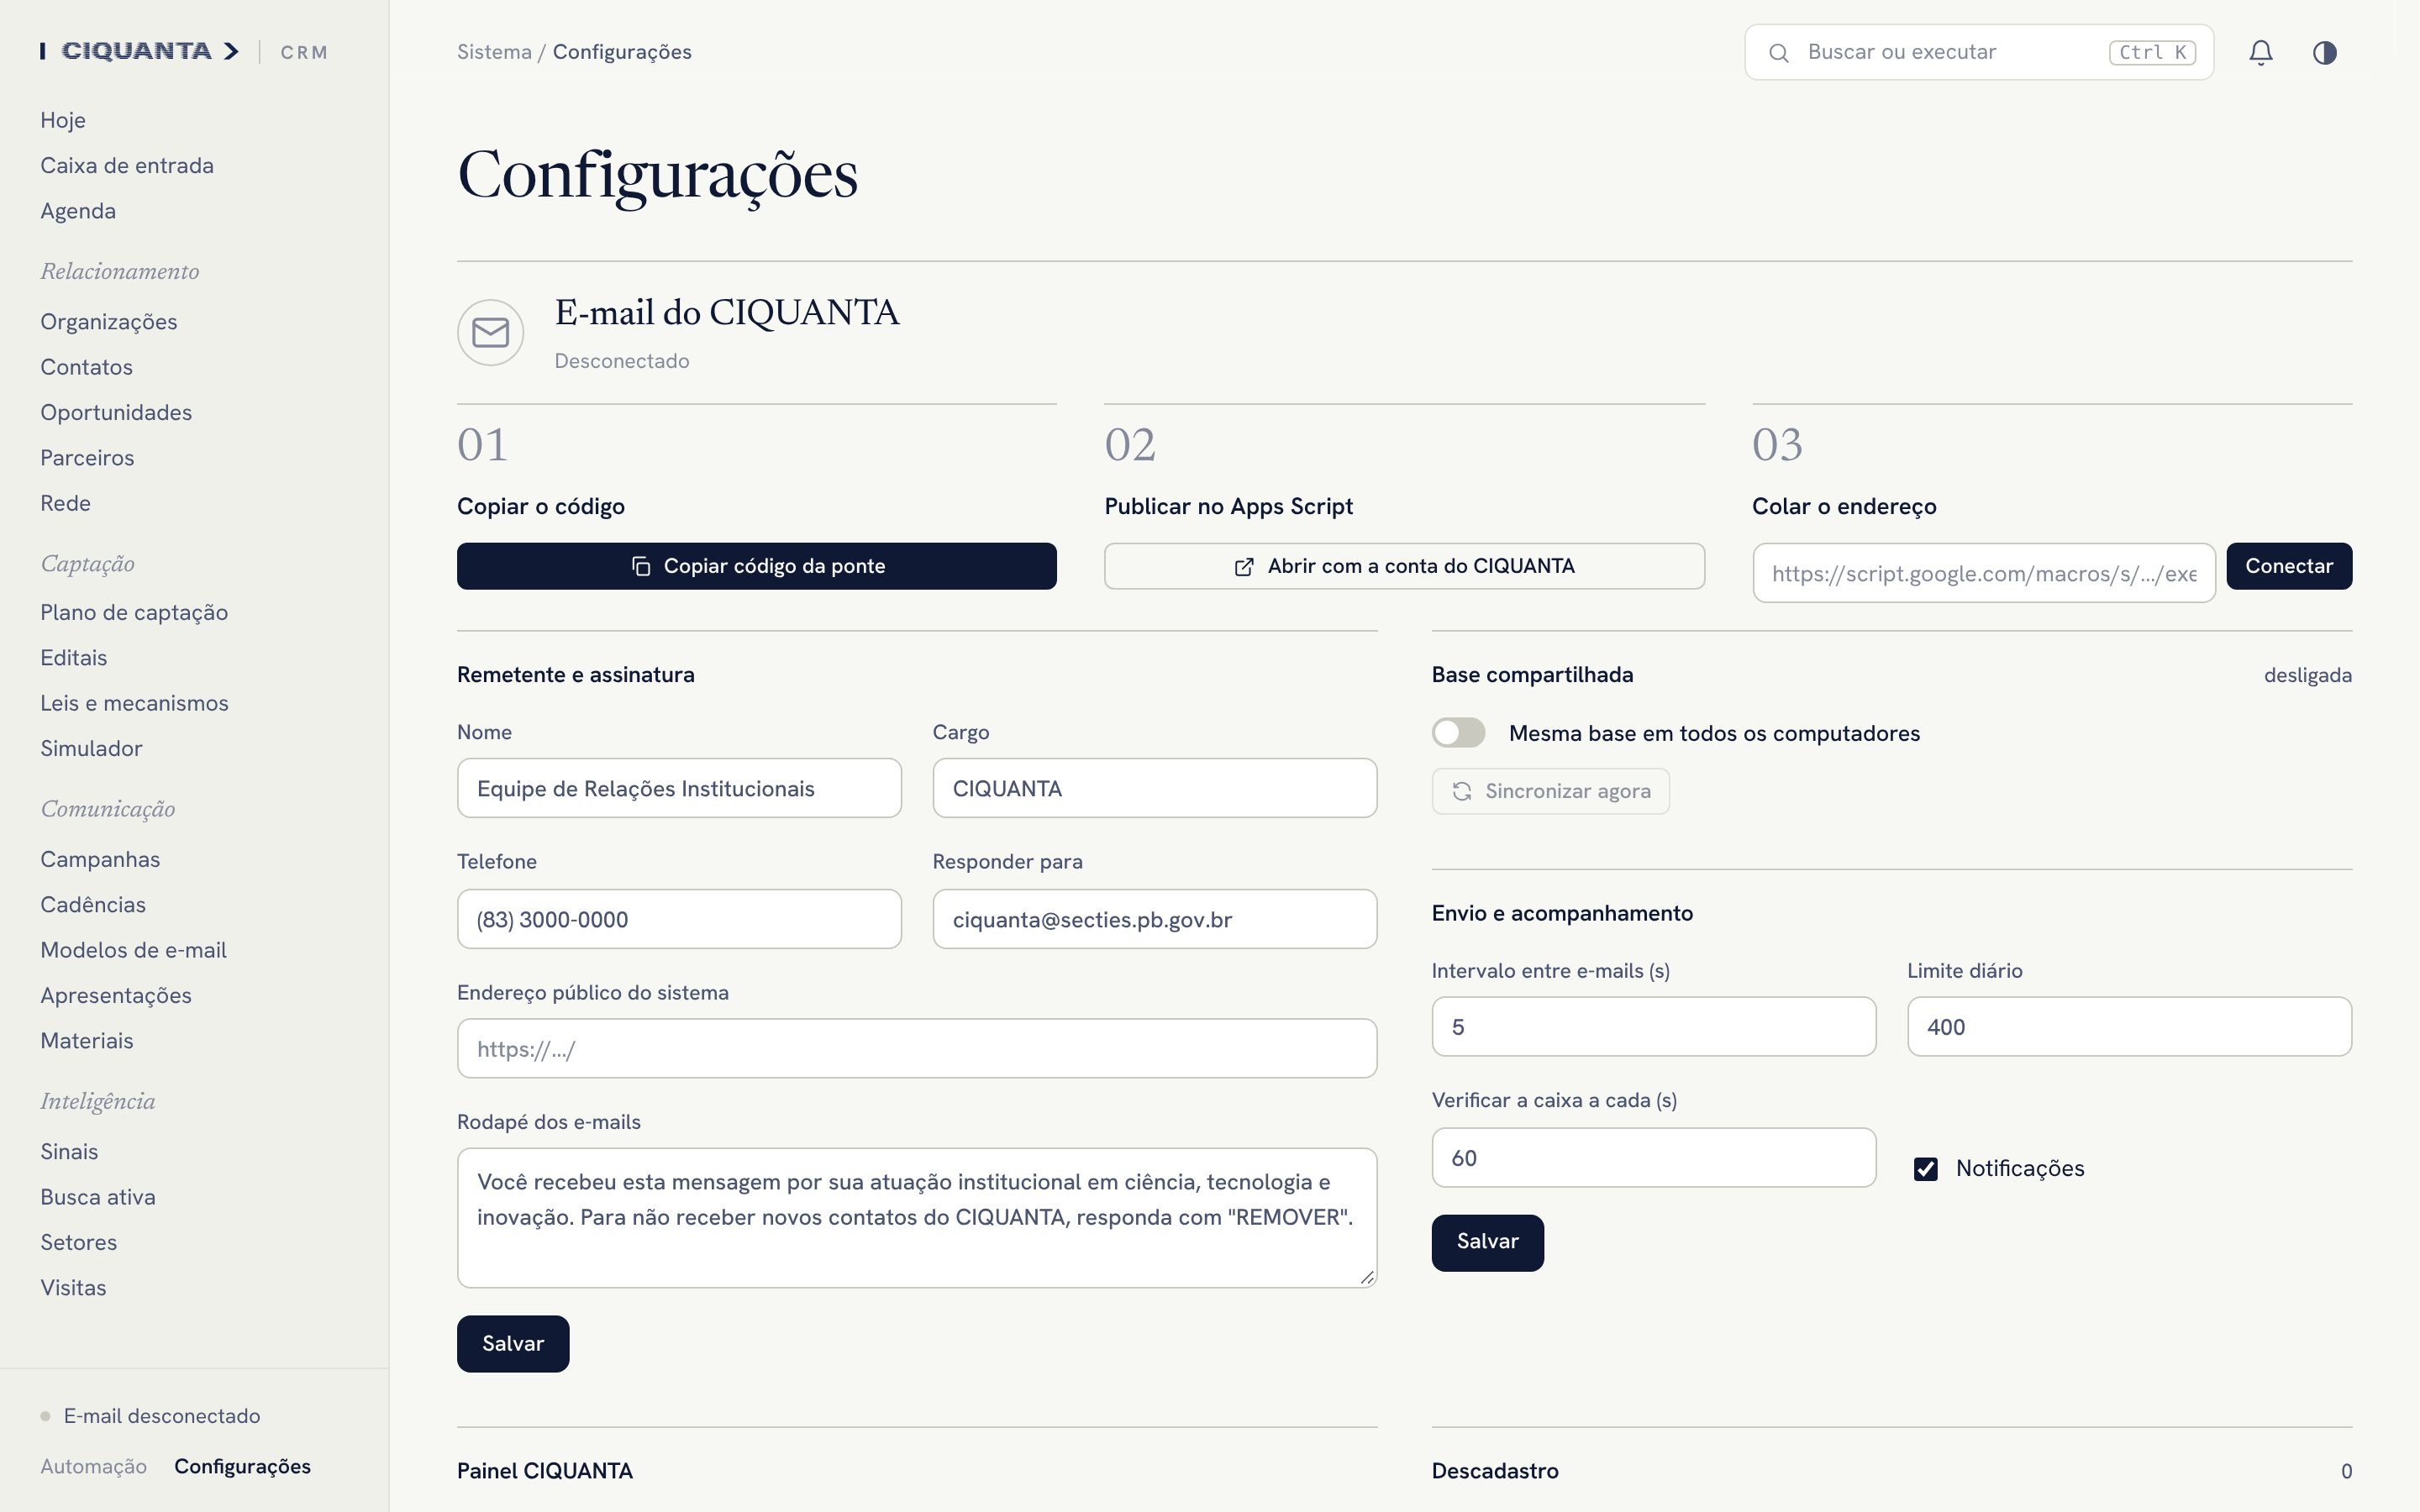 CIQUANTA
CRM
Hoje
Caixa de entrada
Agenda
Relacionamento
Organizações
Contatos
Oportunidades
Parceiros
Rede
Captação
Plano de captação
Editais
Leis e mecanismos
Simulador
Comunicação
Campanhas
Cadências
Modelos de e-mail
Apresentações
Materiais
Inteligência
Sinais
Busca ativa
Setores
Visitas
E-mail desconectado
Automação Configurações
Sistema / Configurações
Buscar ou executar Ctrl K
Configurações
E-mail do CIQUANTA
Desconectado
01
Copiar o código
Copiar código da ponte
02
Publicar no Apps Script
Abrir com a conta do CIQUANTA
03
Colar o endereço
https://script.google.com/macros/s/.../exe
Conectar
Remetente e assinatura
Nome
Equipe de Relações Institucionais
Cargo
CIQUANTA
Telefone
(83) 3000-0000
Responder para
ciquanta@secties.pb.gov.br
Endereço público do sistema
https://.../
Rodapé dos e-mails
Você recebeu esta mensagem por sua atuação institucional em ciência, tecnologia e
inovação. Para não receber novos contatos do CIQUANTA, responda com "REMOVER".
Salvar
Base compartilhada desligada
Mesma base em todos os computadores
Sincronizar agora
Envio e acompanhamento
Intervalo entre e-mails (s)
5
Limite diário
400
Verificar a caixa a cada (s)
60
Notificações
Salvar
Painel CIQUANTA
Descadastro 0